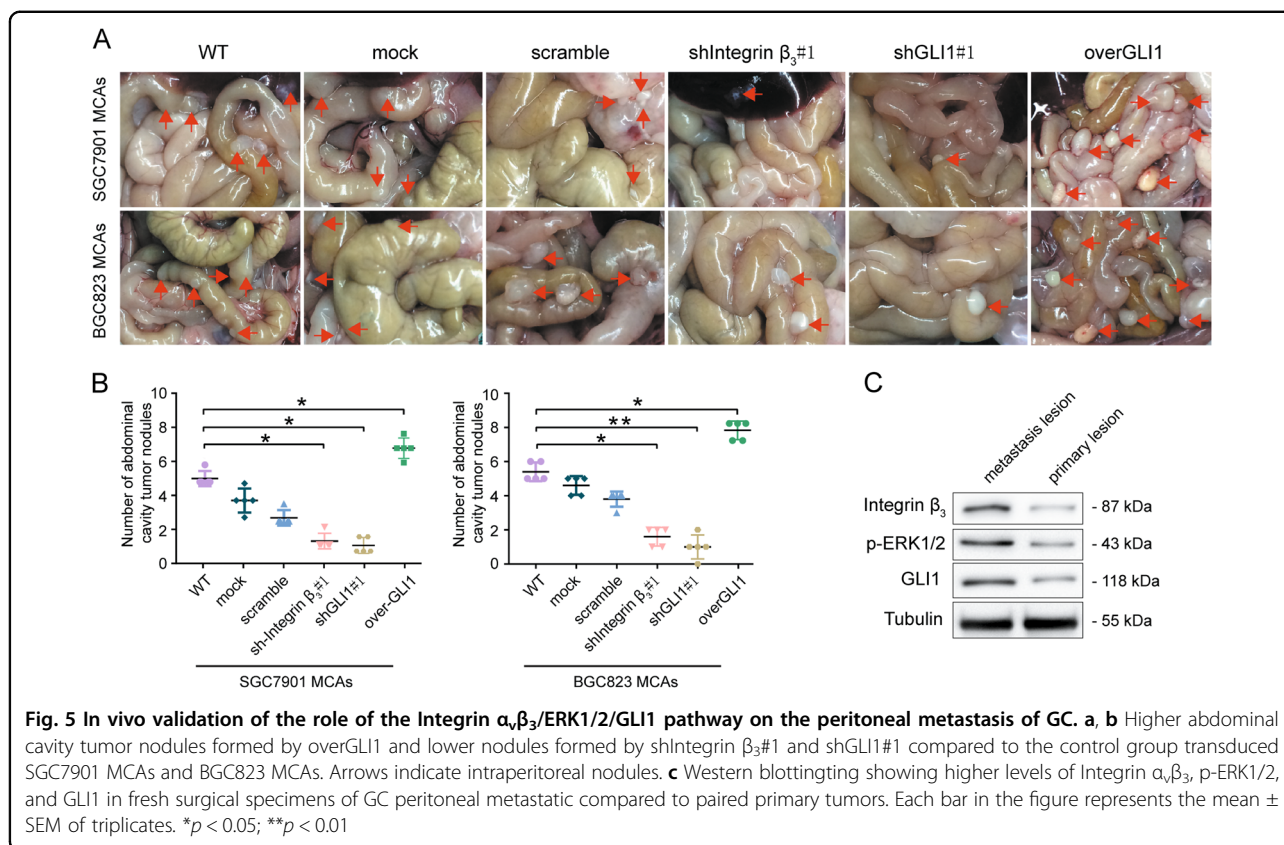 A
WT mock scramble shIntegrin β₃#1 shGLI1#1 overGLI1
SGC7901 MCAs
BGC823 MCAs
B
Number of abdominal
cavity tumor nodules
10
8
6
4
2
0
*
*
*
WT
mock
scramble
sh-Integrin β₃#1
shGLI1#1
over-GLI1
SGC7901 MCAs
Number of abdominal
cavity tumor nodules
10
8
6
4
2
0
*
**
*
WT
mock
scramble
shIntegrin β₃#1
shGLI1#1
overGLI1
BGC823 MCAs
C
metastasis lesion
primary lesion
Integrin β₃ - 87 kDa
p-ERK1/2 - 43 kDa
GLI1 - 118 kDa
Tubulin - 55 kDa
Fig. 5 In vivo validation of the role of the Integrin αᵥβ₃/ERK1/2/GLI1 pathway on the peritoneal metastasis of GC. a, b Higher abdominal
cavity tumor nodules formed by overGLI1 and lower nodules formed by shIntegrin β₃#1 and shGLI1#1 compared to the control group transduced
SGC7901 MCAs and BGC823 MCAs. Arrows indicate intraperitoreal nodules. c Western blottingting showing higher levels of Integrin αᵥβ₃, p-ERK1/2,
and GLI1 in fresh surgical specimens of GC peritoneal metastatic compared to paired primary tumors. Each bar in the figure represents the mean ±
SEM of triplicates. *p < 0.05; **p < 0.01